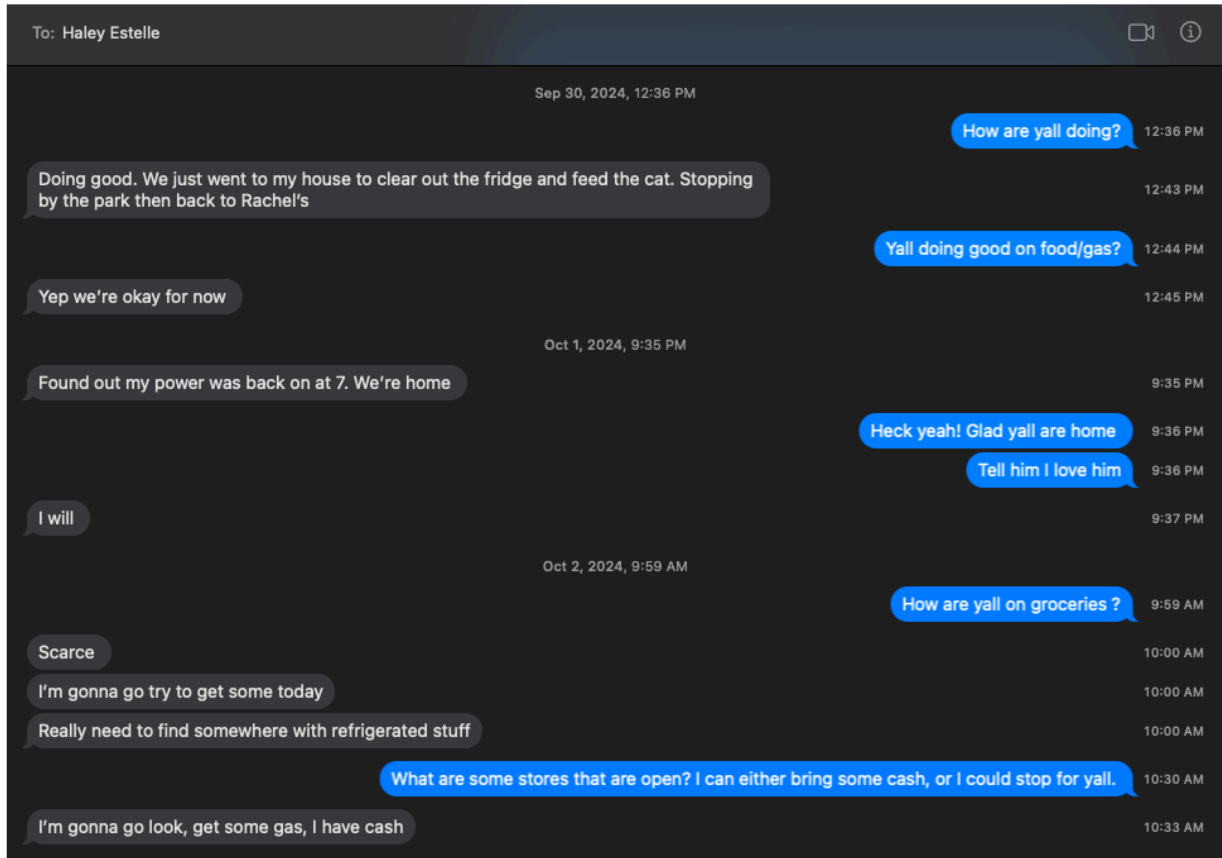 To: Haley Estelle
Sep 30, 2024, 12:36 PM
How are yall doing? 12:36 PM
Doing good. We just went to my house to clear out the fridge and feed the cat. Stopping
by the park then back to Rachel’s 12:43 PM
Yall doing good on food/gas? 12:44 PM
Yep we’re okay for now 12:45 PM
Oct 1, 2024, 9:35 PM
Found out my power was back on at 7. We’re home 9:35 PM
Heck yeah! Glad yall are home 9:36 PM
Tell him I love him 9:36 PM
I will 9:37 PM
Oct 2, 2024, 9:59 AM
How are yall on groceries ? 9:59 AM
Scarce 10:00 AM
I’m gonna go try to get some today 10:00 AM
Really need to find somewhere with refrigerated stuff 10:00 AM
What are some stores that are open? I can either bring some cash, or I could stop for yall. 10:30 AM
I’m gonna go look, get some gas, I have cash 10:33 AM